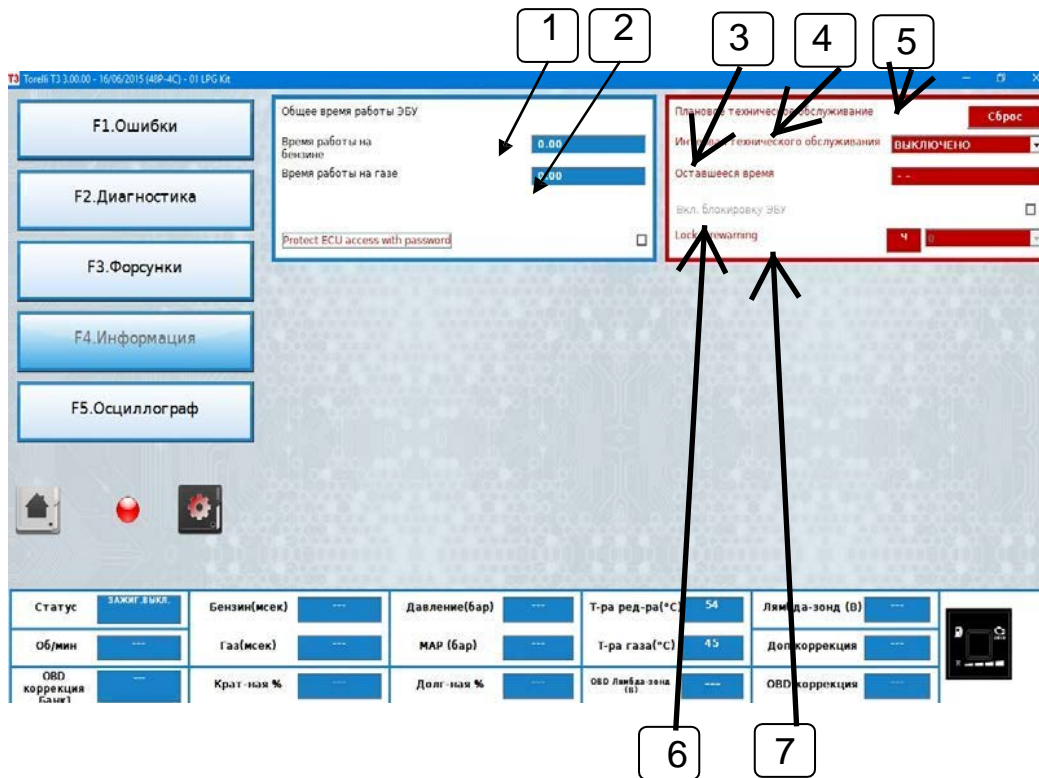 1 2 3 4 5
T3 Torelli T3 3.00.00 - 16/06/2015 (48P-4C) - 01 LPG Kit
F1.Ошибки
F2.Диагностика
F3.Форсунки
F4.Информация
F5.Осциллограф
Общее время работы ЭБУ
Время работы на
бензине
0.00
Время работы на газе
0.00
Protect ECU access with password
Плановое техническое обслуживание
Сброс
технического обслуживания
ВЫКЛЮЧЕНО
Оставшееся время
- -
Вкл. блокировку ЭБУ
Ч 0
Статус ЗАЖИГ.ВЫКЛ. Бензин(мсек) --- Давление(бар) --- Т-ра ред-ра(°C) 54 Лямбда-зонд (В) ---
Об/мин --- Газ(мсек) --- MAP (бар) --- Т-ра газа(°C) 45 Доп коррекция ---
OBD
коррекция
Банк1
--- Крат-ная % --- Долг-ная % ---
OBD Лямбда-зонд
(В)
--- OBD коррекция ---
6 7